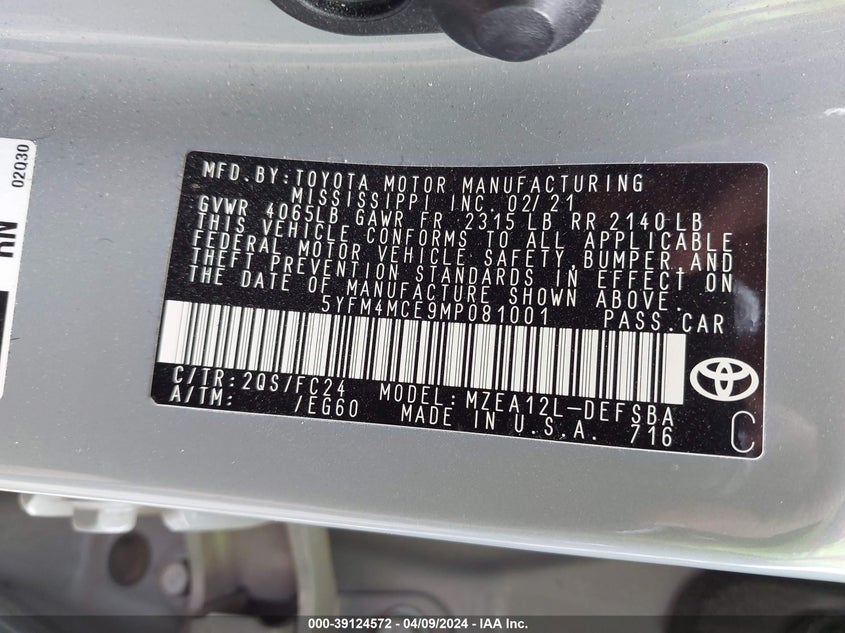 02Q30
MFD.BY:TOYOTA MOTOR MANUFACTURING
MISSISSIPPI INC. 02/21
GVWR 4065LB GAWR FR 2315 LB RR 2140 LB
THIS VEHICLE CONFORMS TO ALL APPLICABLE
FEDERAL MOTOR VEHICLE SAFETY, BUMPER,AND
THEFT PREVENTION STANDARDS IN EFFECT ON
THE DATE OF MANUFACTURE SHOWN ABOVE.
5YFM4MCE9MP081001 PASS.CAR
C/TR:2QS/FC24 MODEL:MZEA12L-DEFSBA
A/TM: /EG60 MADE IN U.S.A. 716
C
000-39124572 - 04/09/2024 - IAA Inc.